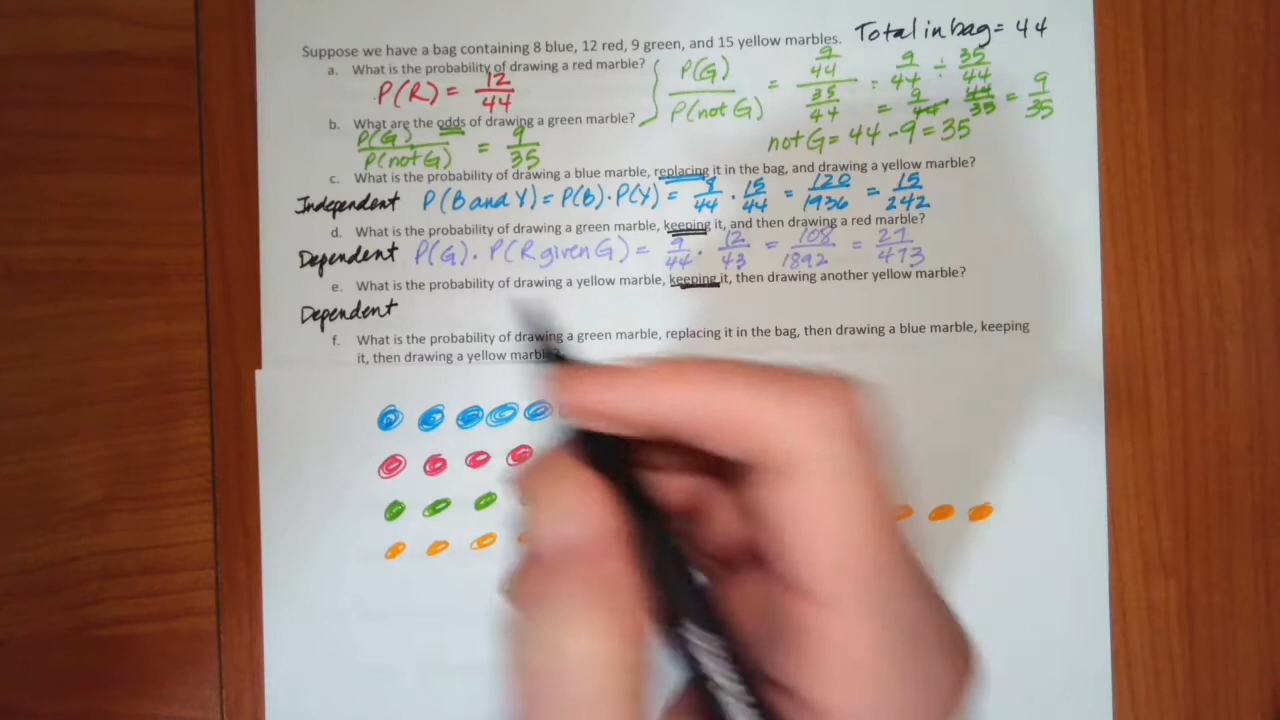 Total in bag = 44
Suppose we have a bag containing 8 blue, 12 red, 9 green, and 15 yellow marbles.
a. What is the probability of drawing a red marble?
P(R) = 12/44
P(G)/P(not G) = 9/44 / 35/44 = 9/44 ÷ 35/44
= 9/44 44/35 = 9/35
b. What are the odds of drawing a green marble?
not G = 44 - 9 = 35
P(G)/P(not G) = 9/35
c. What is the probability of drawing a blue marble, replacing it in the bag, and drawing a yellow marble?
Independent P(B and Y) = P(B) · P(Y) = 8/44 · 15/44 = 120/1936 = 15/242
d. What is the probability of drawing a green marble, keeping it, and then drawing a red marble?
Dependent P(G) · P(R given G) = 9/44 · 12/43 = 108/1892 = 27/473
e. What is the probability of drawing a yellow marble, keeping it, then drawing another yellow marble?
Dependent
f. What is the probability of drawing a green marble, replacing it in the bag, then drawing a blue marble, keeping
it, then drawing a yellow